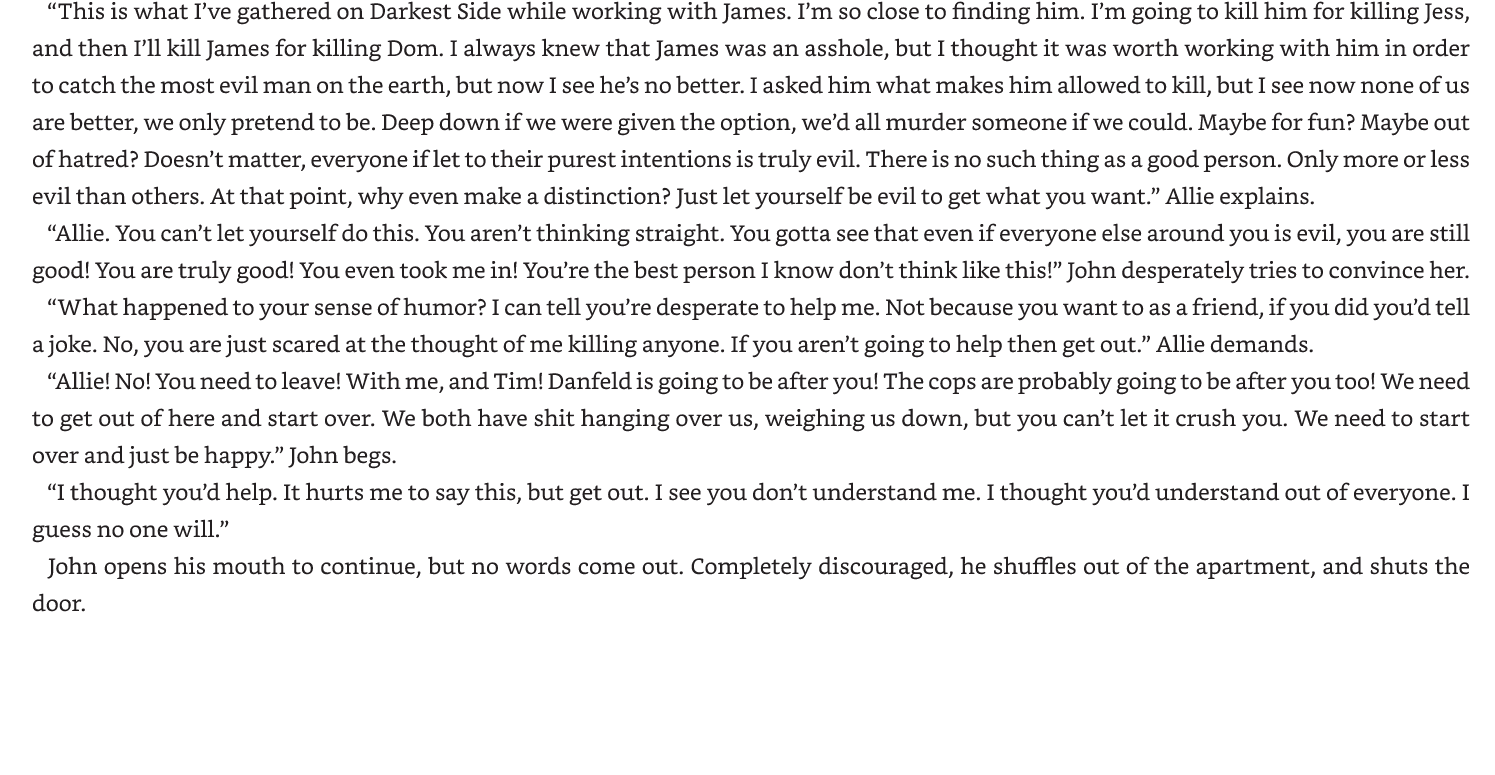 “This is what I’ve gathered on Darkest Side while working with James. I’m so close to finding him. I’m going to kill him for killing Jess,
and then I’ll kill James for killing Dom. I always knew that James was an asshole, but I thought it was worth working with him in order
to catch the most evil man on the earth, but now I see he’s no better. I asked him what makes him allowed to kill, but I see now none of us
are better, we only pretend to be. Deep down if we were given the option, we’d all murder someone if we could. Maybe for fun? Maybe out
of hatred? Doesn’t matter, everyone if let to their purest intentions is truly evil. There is no such thing as a good person. Only more or less
evil than others. At that point, why even make a distinction? Just let yourself be evil to get what you want.” Allie explains.
“Allie. You can’t let yourself do this. You aren’t thinking straight. You gotta see that even if everyone else around you is evil, you are still
good! You are truly good! You even took me in! You’re the best person I know don’t think like this!” John desperately tries to convince her.
“What happened to your sense of humor? I can tell you’re desperate to help me. Not because you want to as a friend, if you did you’d tell
a joke. No, you are just scared at the thought of me killing anyone. If you aren’t going to help then get out.” Allie demands.
“Allie! No! You need to leave! With me, and Tim! Danfeld is going to be after you! The cops are probably going to be after you too! We need
to get out of here and start over. We both have shit hanging over us, weighing us down, but you can’t let it crush you. We need to start
over and just be happy.” John begs.
“I thought you’d help. It hurts me to say this, but get out. I see you don’t understand me. I thought you’d understand out of everyone. I
guess no one will.”
John opens his mouth to continue, but no words come out. Completely discouraged, he shuffles out of the apartment, and shuts the
door.